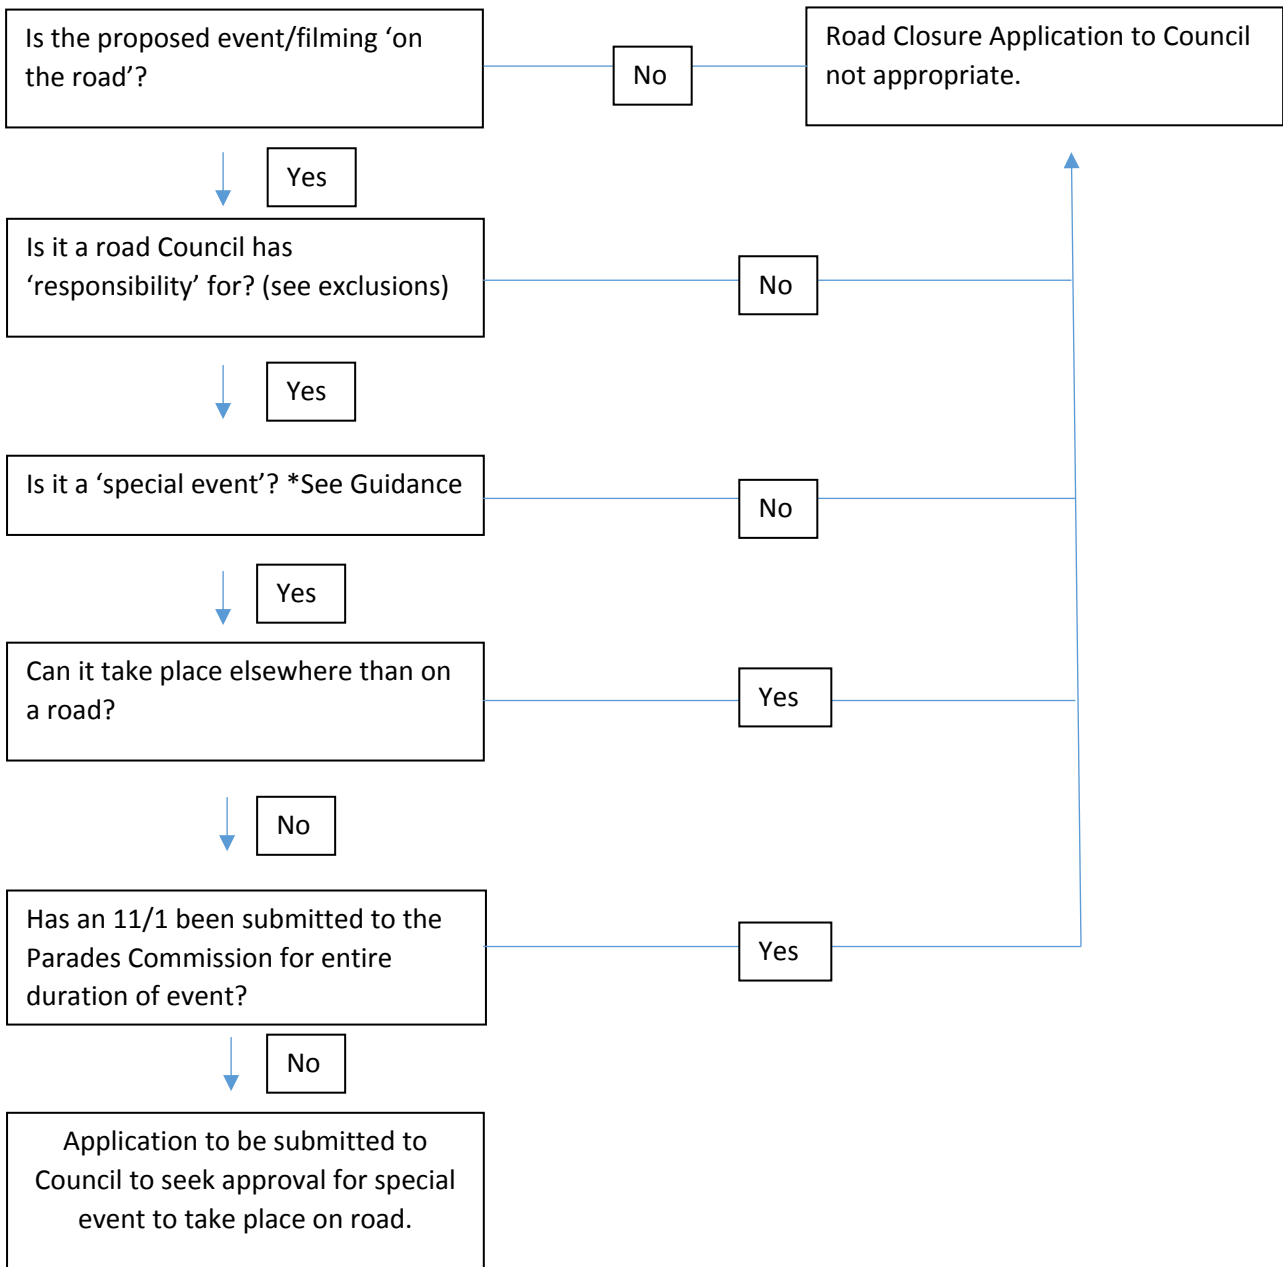 Is the proposed event/filming ‘on
the road’?
No
Road Closure Application to Council
not appropriate.
Yes
Is it a road Council has
‘responsibility’ for? (see exclusions)
No
Yes
Is it a ‘special event’? *See Guidance
No
Yes
Can it take place elsewhere than on
a road?
Yes
No
Has an 11/1 been submitted to the
Parades Commission for entire
duration of event?
Yes
No
Application to be submitted to
Council to seek approval for special
event to take place on road.